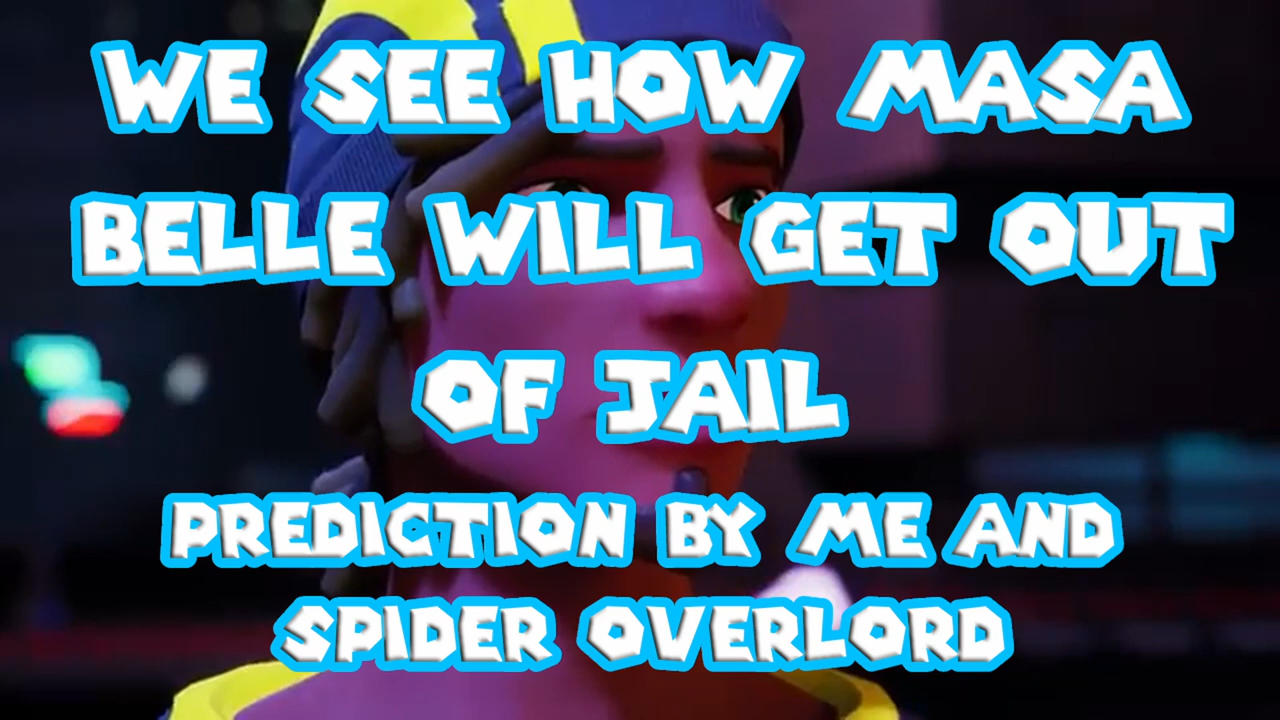 WE SEE HOW MASA
BELLE WILL GET OUT
OF JAIL
PREDICTION BY ME AND
SPIDER OVERLORD